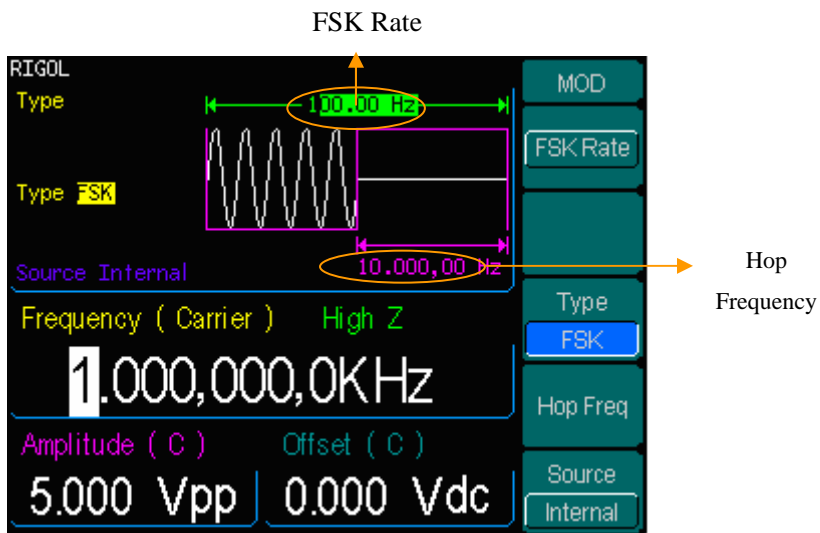 FSK Rate
RIGOL
Type
100.00 Hz
Type FSK
Source Internal
10.000,00 Hz
Hop
Frequency
Frequency ( Carrier ) High Z
1.000,000,0KHz
Amplitude ( C ) Offset ( C )
5.000 Vpp 0.000 Vdc
MOD
FSK Rate
Type
FSK
Hop Freq
Source
Internal